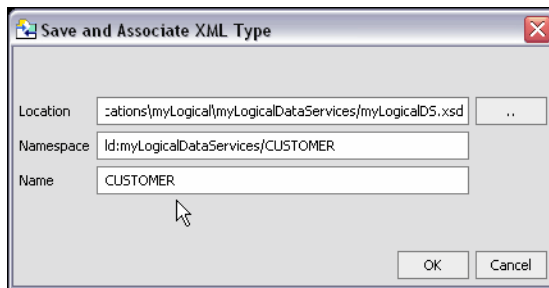 Save and Associate XML Type
Location :ations\myLogical\myLogicalDataServices/myLogicalDS.xsd ..
Namespace ld:myLogicalDataServices/CUSTOMER
Name CUSTOMER
OK Cancel